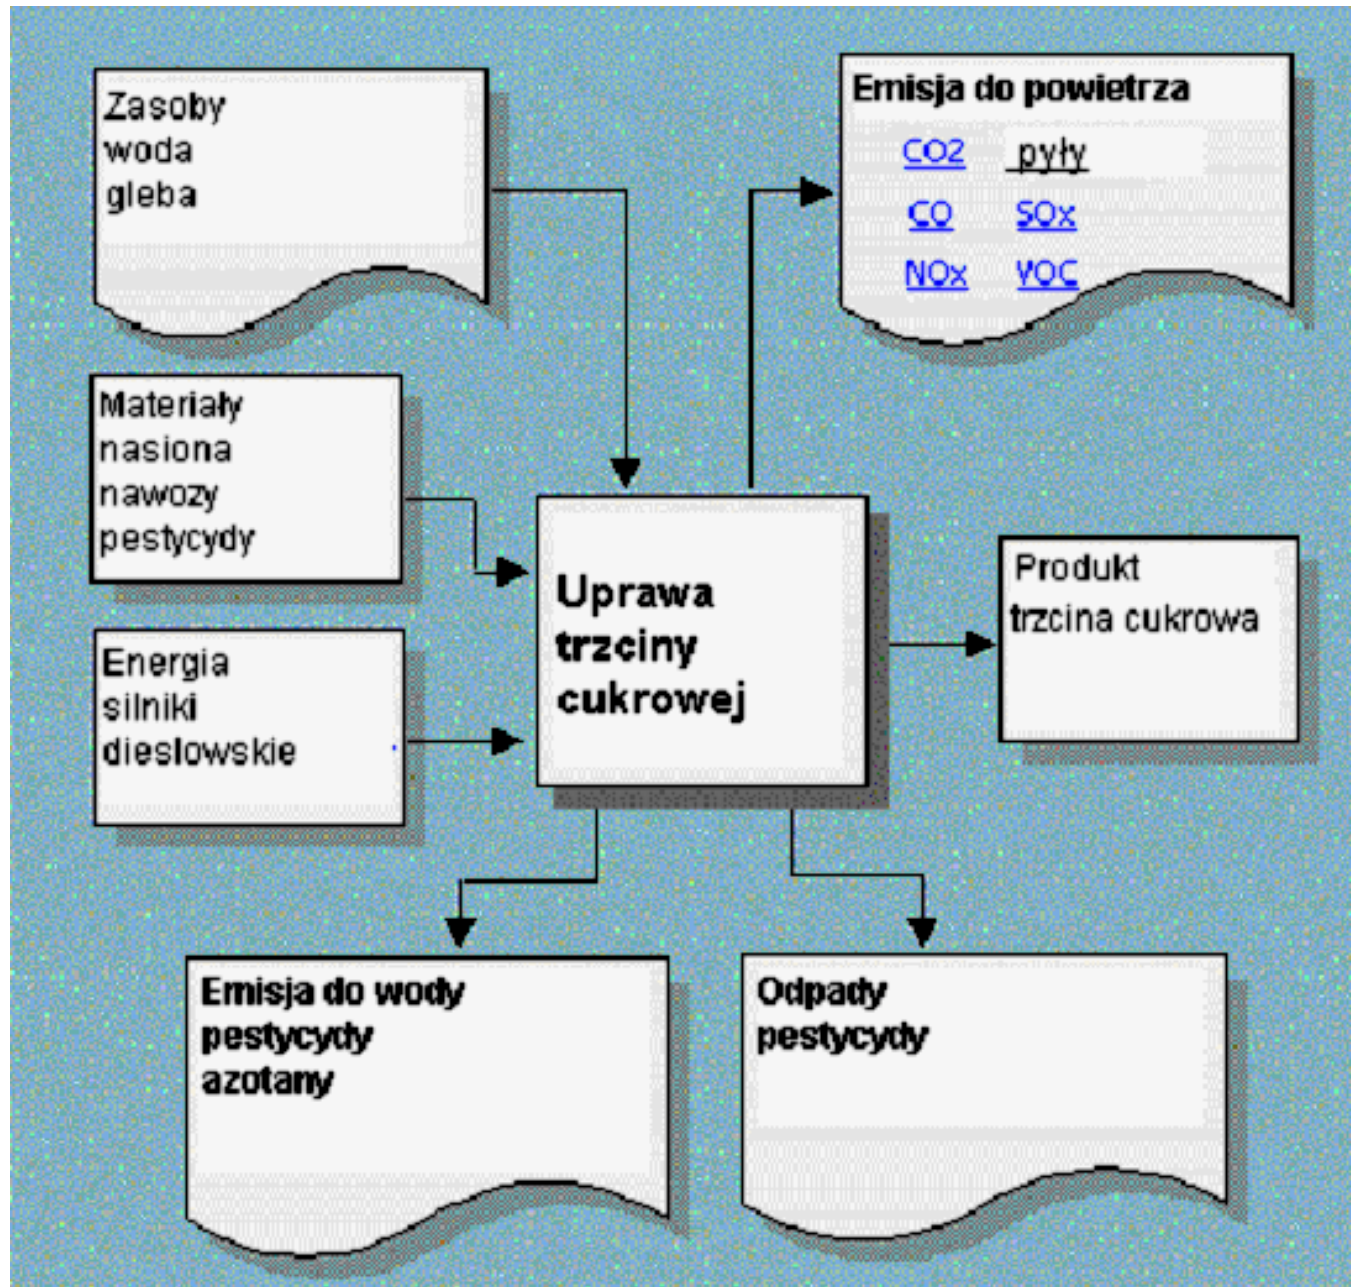 Zasoby
woda
gleba
Emisja do powietrza
CO2 pyły
CO SOx
NOx VOC
Materiały
nasiona
nawozy
pestycydy
Energia
silniki
dieslowskie
Uprawa
trzciny
cukrowej
Produkt
trzcina cukrowa
Emisja do wody
pestycydy
azotany
Odpady
pestycydy